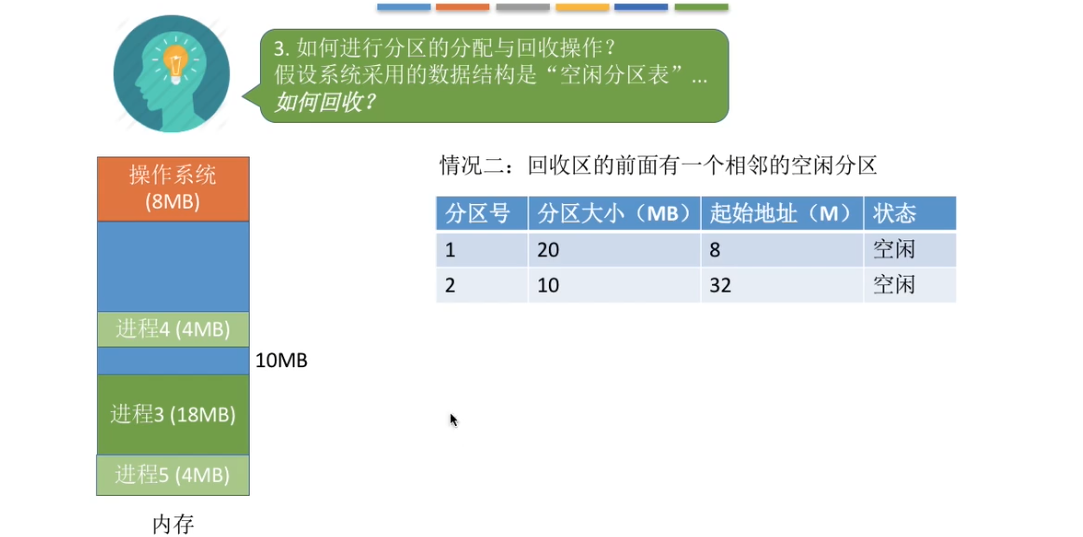 3. 如何进行分区的分配与回收操作？
假设系统采用的数据结构是“空闲分区表”...
如何回收？
操作系统
(8MB)
进程4 (4MB)
10MB
进程3 (18MB)
进程5 (4MB)
内存
情况二：回收区的前面有一个相邻的空闲分区
分区号 分区大小（MB） 起始地址（M） 状态
1 20 8 空闲
2 10 32 空闲